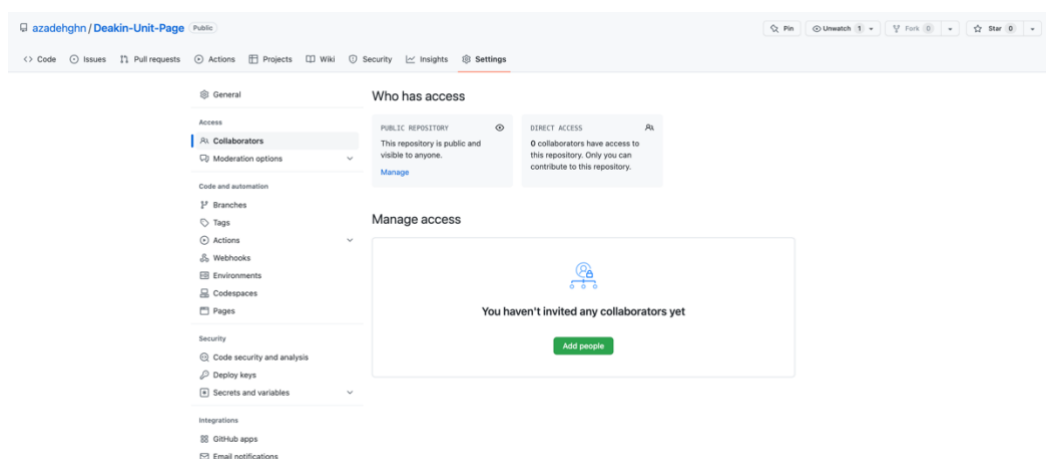 azadehghn / Deakin-Unit-Page Public
Pin
Unwatch 1
Fork 0
Star 0
Code
Issues
Pull requests
Actions
Projects
Wiki
Security
Insights
Settings
General
Access
Collaborators
Moderation options
Code and automation
Branches
Tags
Actions
Webhooks
Environments
Codespaces
Pages
Security
Code security and analysis
Deploy keys
Secrets and variables
Integrations
GitHub apps
Email notifications
Who has access
PUBLIC REPOSITORY
This repository is public and
visible to anyone.
Manage
DIRECT ACCESS
0 collaborators have access to
this repository. Only you can
contribute to this repository.
Manage access
You haven't invited any collaborators yet
Add people